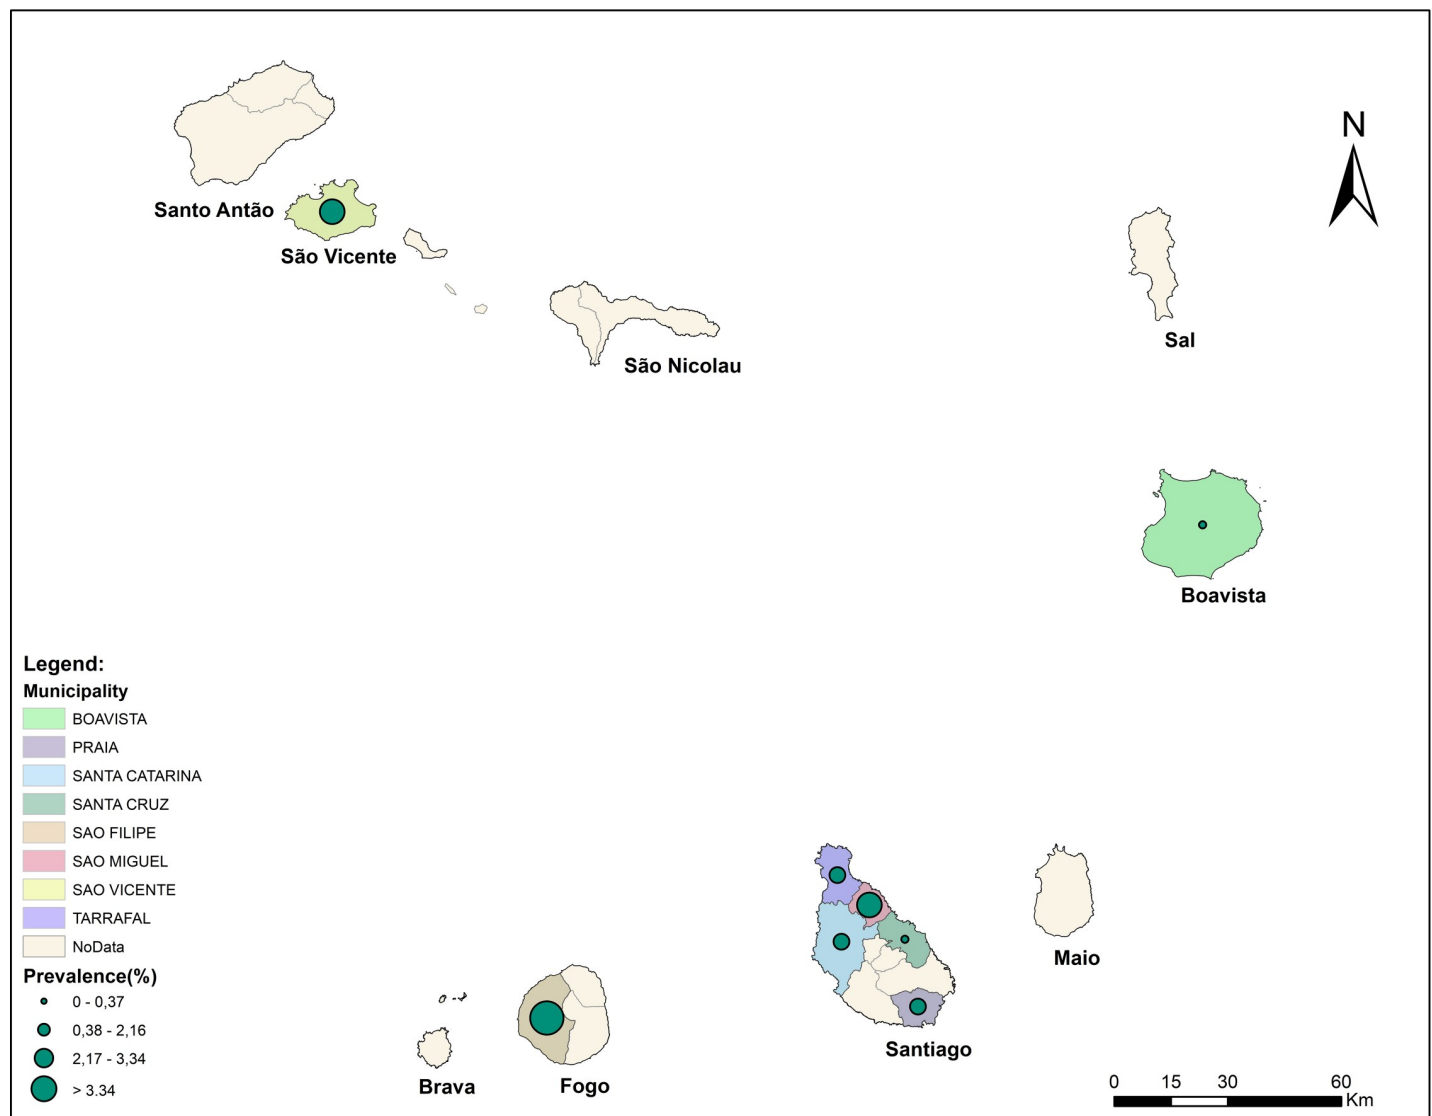 N
Santo Antão
São Vicente
São Nicolau
Sal
Boavista
Legend:
Municipality
BOAVISTA
PRAIA
SANTA CATARINA
SANTA CRUZ
SAO FILIPE
SAO MIGUEL
SAO VICENTE
TARRAFAL
NoData
Prevalence(%)
0 - 0,37
0,38 - 2,16
2,17 - 3,34
> 3.34
Maio
Santiago
Brava
Fogo
0 15 30 60
Km